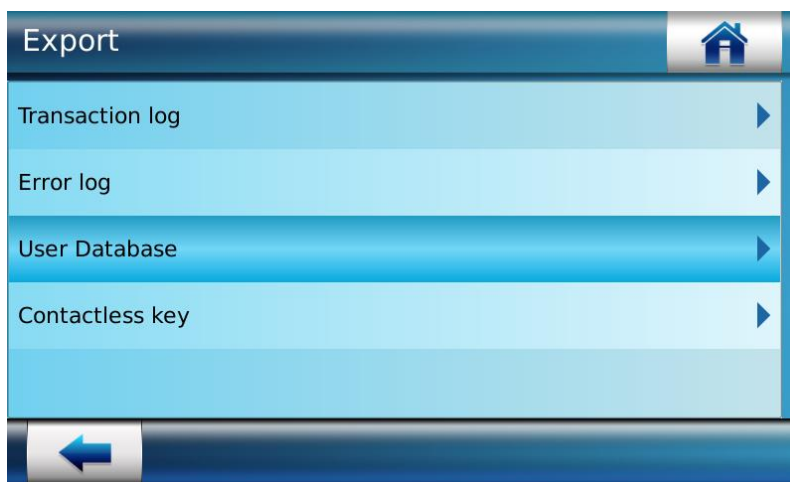 Export
Transaction log
Error log
User Database
Contactless key